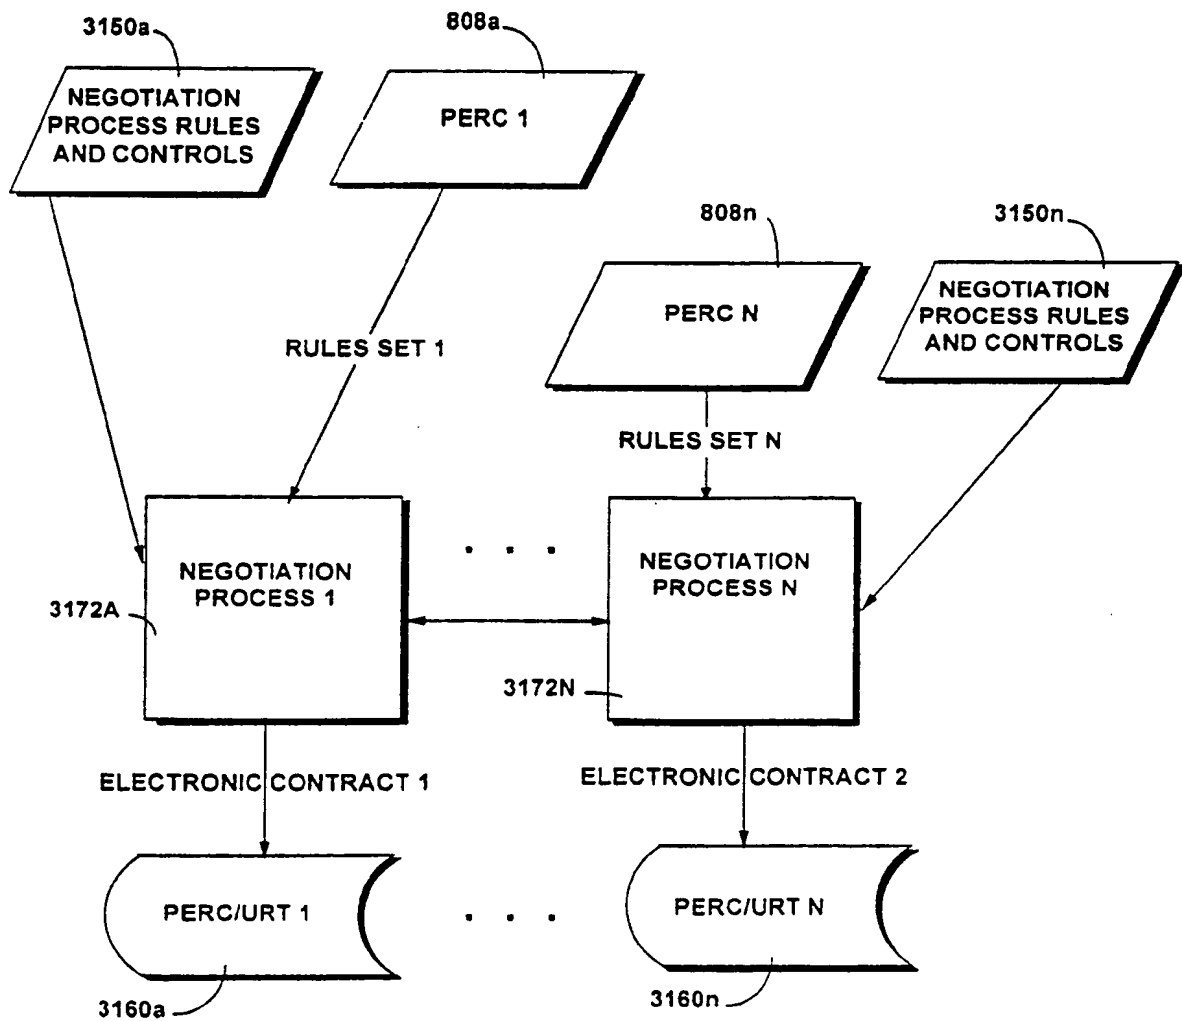 3150a
808a
NEGOTIATION
PROCESS RULES
AND CONTROLS
PERC 1
808n
3150n
PERC N
NEGOTIATION
PROCESS RULES
AND CONTROLS
RULES SET 1
RULES SET N
NEGOTIATION
PROCESS 1
. . .
NEGOTIATION
PROCESS N
3172A
3172N
ELECTRONIC CONTRACT 1
ELECTRONIC CONTRACT 2
PERC/URT 1
. . .
PERC/URT N
3160a
3160n